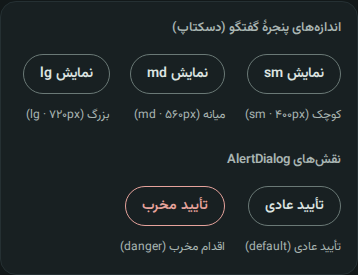 اندازه‌های پنجرهٔ گفتگو (دسکتاپ)
نمایش sm نمایش md نمایش lg
کوچک (sm · ۴۰۰px) میانه (md · ۵۶۰px) بزرگ (lg · ۷۲۰px)
نقش‌های AlertDialog
تأیید عادی تأیید مخرب
تأیید عادی (default) اقدام مخرب (danger)